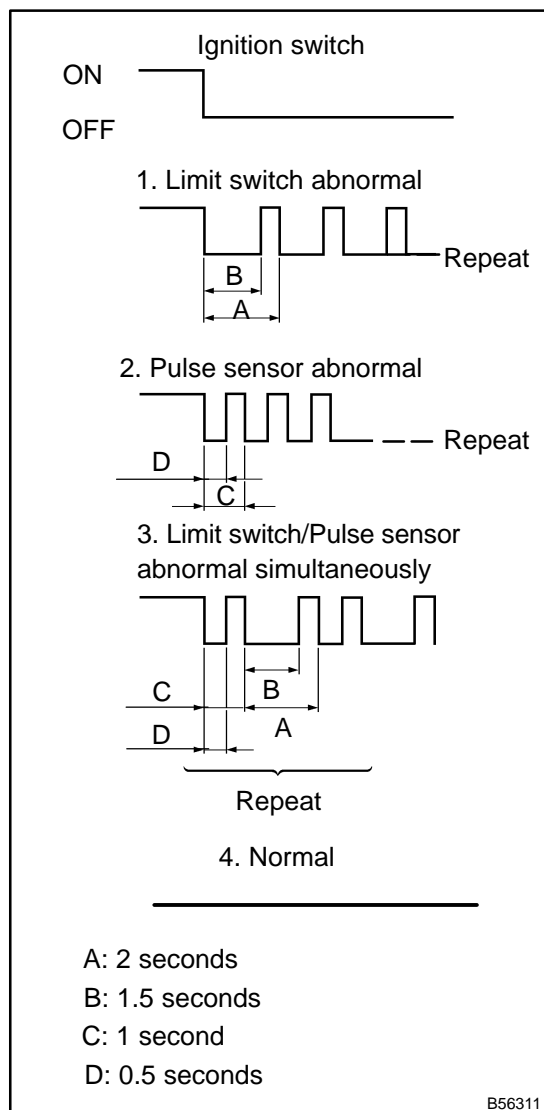 Ignition switch
ON
OFF
1. Limit switch abnormal
Repeat
B
A
2. Pulse sensor abnormal
Repeat
D
C
3. Limit switch/Pulse sensor
abnormal simultaneously
B
C
A
D
Repeat
4. Normal
A: 2 seconds
B: 1.5 seconds
C: 1 second
D: 0.5 seconds
B56311